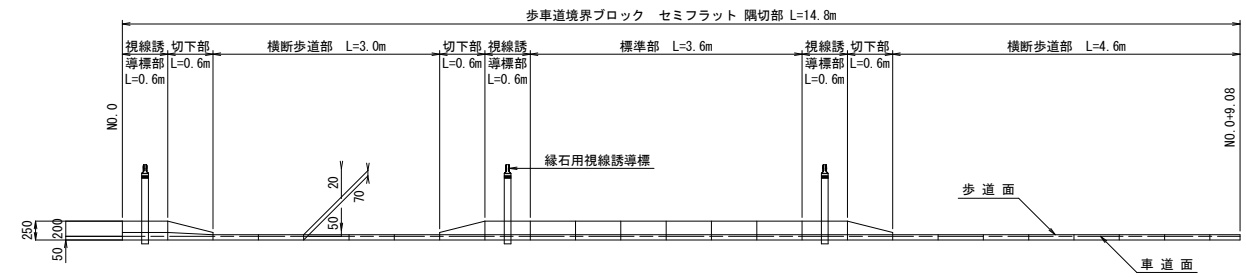 歩車道境界ブロック　セミフラット 隅切部 L=14.8m
視線誘
導標部
L=0.6m
切下部
L=0.6m
横断歩道部　L=3.0m
切下部
L=0.6m
視線誘
導標部
L=0.6m
標準部　L=3.6m
視線誘
導標部
L=0.6m
切下部
L=0.6m
横断歩道部　L=4.6m
NO.0
NO.0+9.08
縁石用視線誘導標
20
70
50
歩 道 面
250
200
50
車 道 面